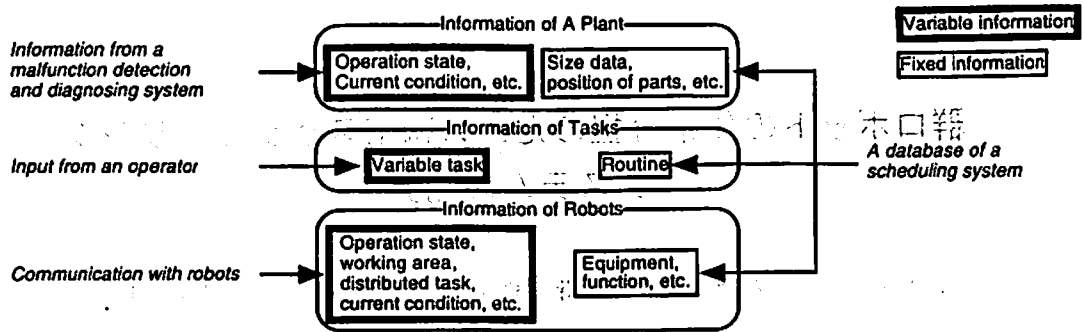 Information of A Plant
Variable information
Fixed information
Information from a
malfunction detection
and diagnosing system
Operation state,
Current condition, etc.
Size data,
position of parts, etc.
Information of Tasks
Input from an operator
Variable task
Routine
A database of a
scheduling system
Information of Robots
Communication with robots
Operation state,
working area,
distributed task,
current condition, etc.
Equipment,
function, etc.